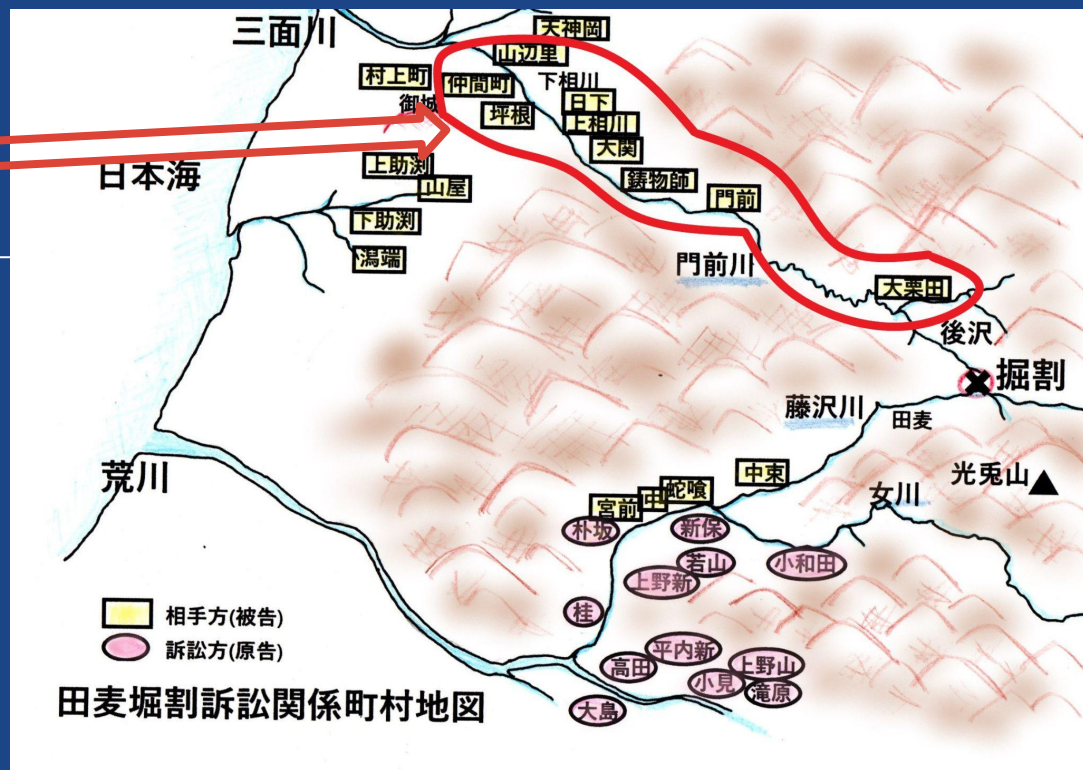 三面川
天神岡
山辺里
村上町
仲間町
下相川
御城
坪根
日下
上相川
大関
日本海
上助渕
山屋
鋳物師
門前
下助渕
潟端
門前川
大栗田
後沢
掘割
藤沢川
田麦
荒川
中束
光兎山
女川
蛇喰
宮前
朴坂
新保
若山
小和田
上野新
桂
相手方(被告)
訴訟方(原告)
平内新
高田
上野山
小見
滝原
大島
田麦堀割訴訟関係町村地図